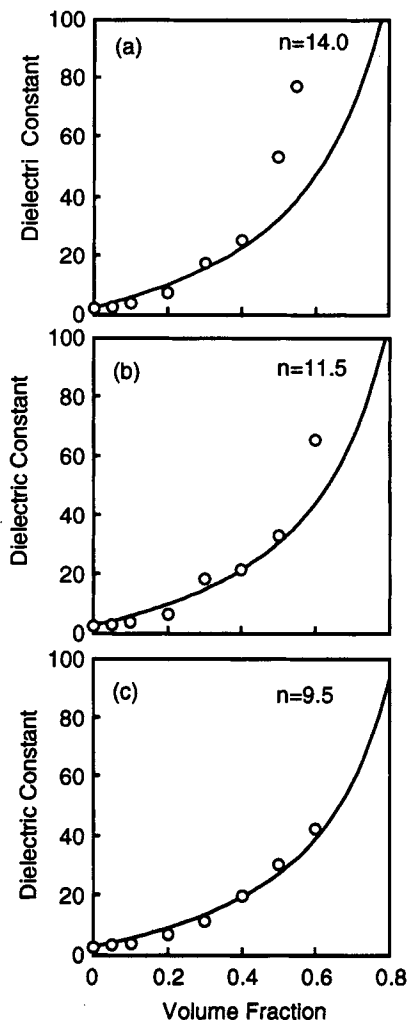 100
(a)
n=14.0
80
60
40
20
0
Dielectri Constant
100
(b)
n=11.5
80
60
40
20
0
Dielectric Constant
100
(c)
n=9.5
80
60
40
20
0
Dielectric Constant
0 0.2 0.4 0.6 0.8
Volume Fraction